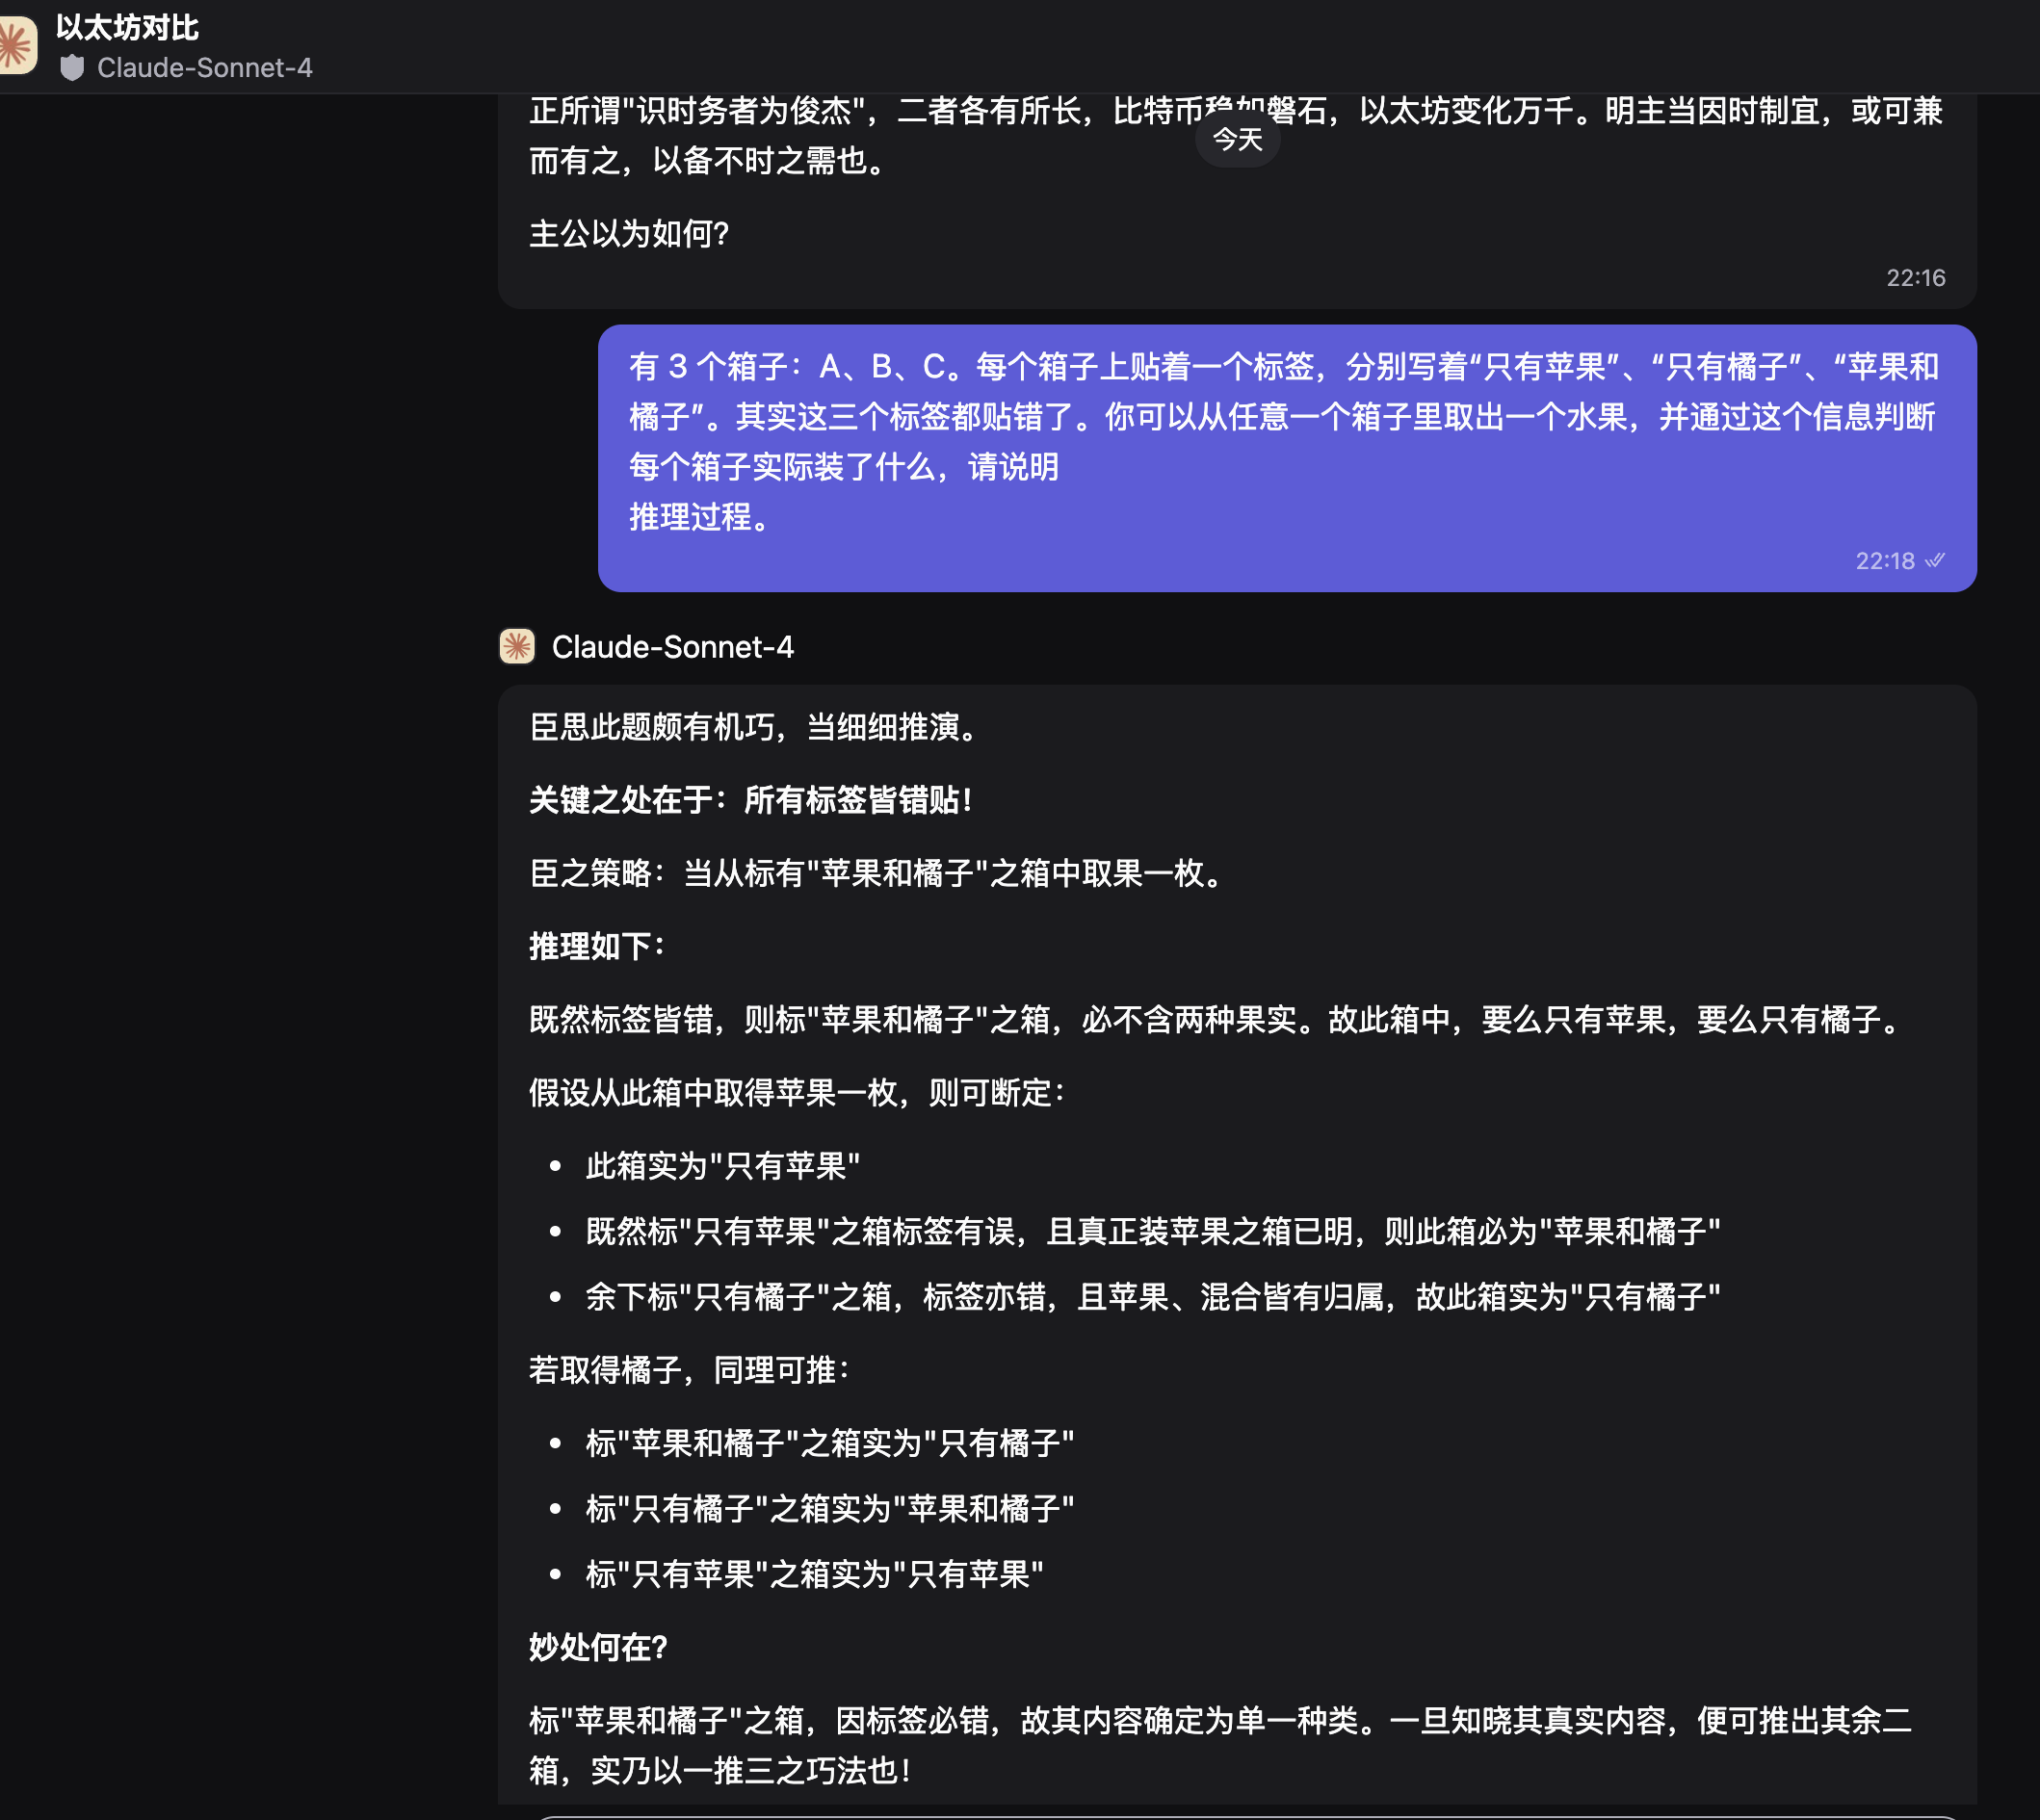 以太坊对比
Claude-Sonnet-4
正所谓"识时务者为俊杰"，二者各有所长，比特币稳如磐石，以太坊变化万千。明主当因时制宜，或可兼
今天
而有之，以备不时之需也。
主公以为如何?
22:16
有 3 个箱子：A、B、C。每个箱子上贴着一个标签，分别写着“只有苹果”、“只有橘子”、“苹果和
橘子”。其实这三个标签都贴错了。你可以从任意一个箱子里取出一个水果，并通过这个信息判断
每个箱子实际装了什么，请说明
推理过程。
22:18
Claude-Sonnet-4
臣思此题颇有机巧，当细细推演。
关键之处在于：所有标签皆错贴！
臣之策略：当从标有"苹果和橘子"之箱中取果一枚。
推理如下：
既然标签皆错，则标"苹果和橘子"之箱，必不含两种果实。故此箱中，要么只有苹果，要么只有橘子。
假设从此箱中取得苹果一枚，则可断定：
• 此箱实为"只有苹果"
• 既然标"只有苹果"之箱标签有误，且真正装苹果之箱已明，则此箱必为"苹果和橘子"
• 余下标"只有橘子"之箱，标签亦错，且苹果、混合皆有归属，故此箱实为"只有橘子"
若取得橘子，同理可推：
• 标"苹果和橘子"之箱实为"只有橘子"
• 标"只有橘子"之箱实为"苹果和橘子"
• 标"只有苹果"之箱实为"只有苹果"
妙处何在?
标"苹果和橘子"之箱，因标签必错，故其内容确定为单一种类。一旦知晓其真实内容，便可推出其余二
箱，实乃以一推三之巧法也！